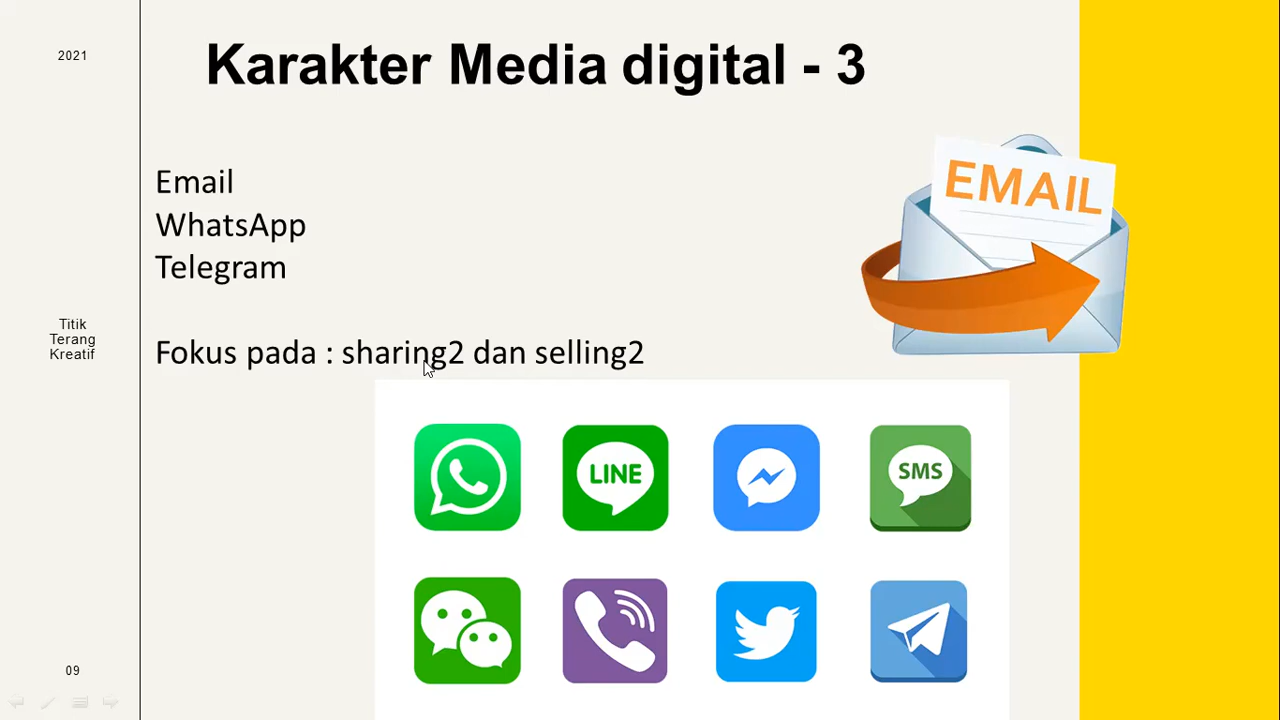 2021
Karakter Media digital - 3
Email
WhatsApp
Telegram
EMAIL
Titik
Terang
Kreatif
Fokus pada : sharing2 dan selling2
LINE
SMS
09